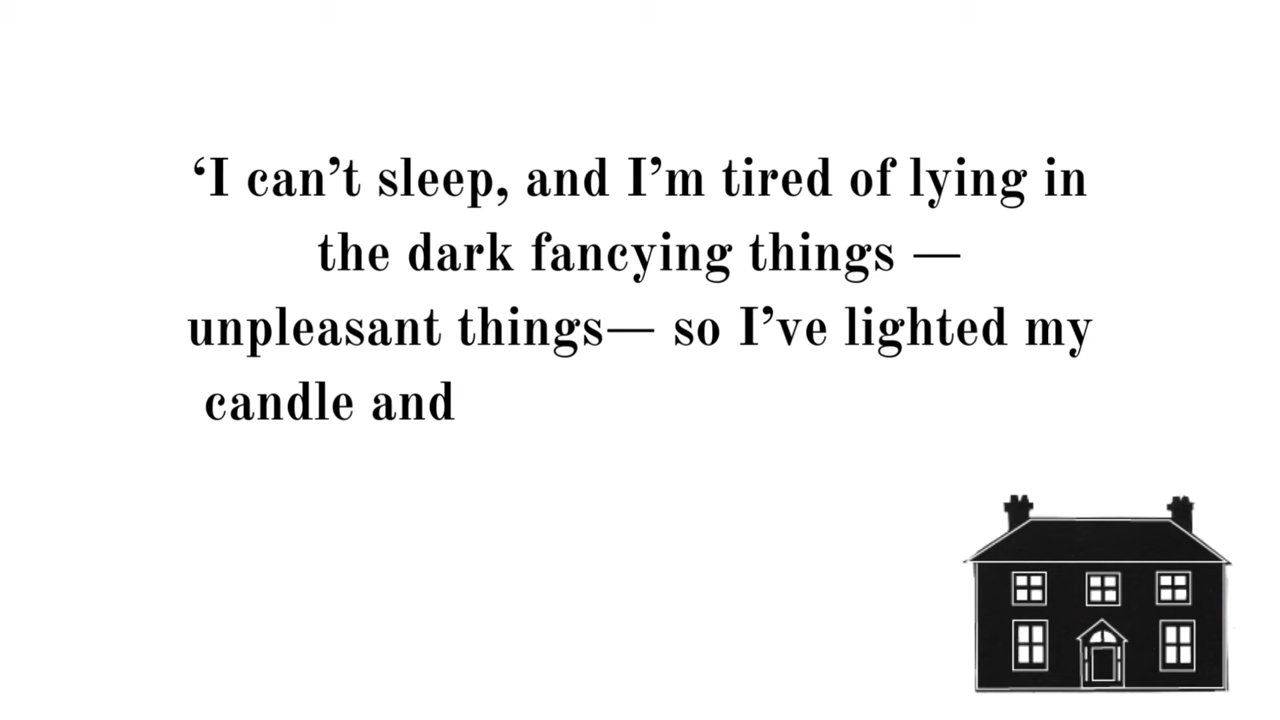 ‘I can’t sleep, and I’m tired of lying in
the dark fancying things —
unpleasant things— so I’ve lighted my
candle and